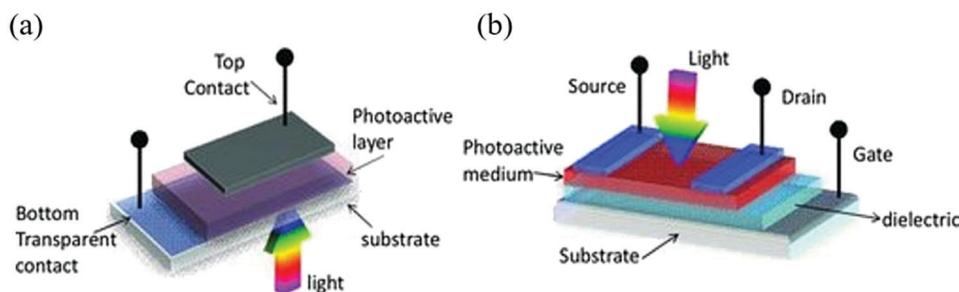 (a)
Top
Contact
Photoactive
layer
Bottom
Transparent
contact
substrate
light
(b)
Light
Source
Drain
Photoactive
medium
Gate
dielectric
Substrate